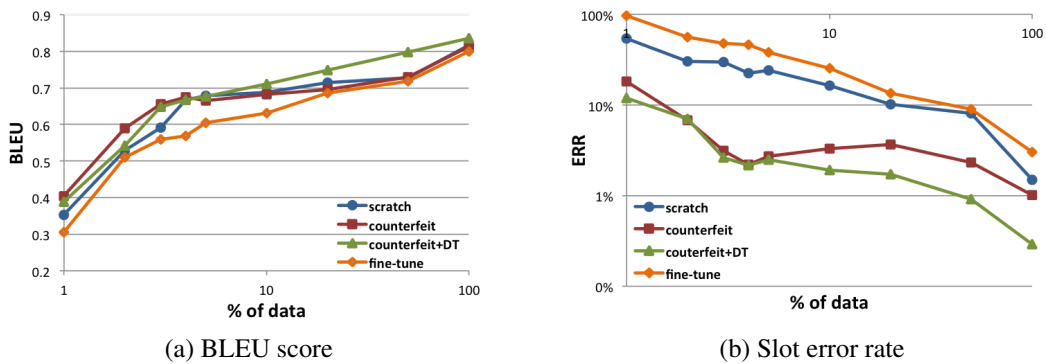 0.9
0.8
0.7
0.6
0.5
0.4
0.3
0.2
BLEU
scratch
counterfeit
counterfeit+DT
fine-tune
1
10
100
% of data
(a) BLEU score
100%
10%
1%
0%
ERR
1
10
100
scratch
counterfeit
couterfeit+DT
fine-tune
% of data
(b) Slot error rate